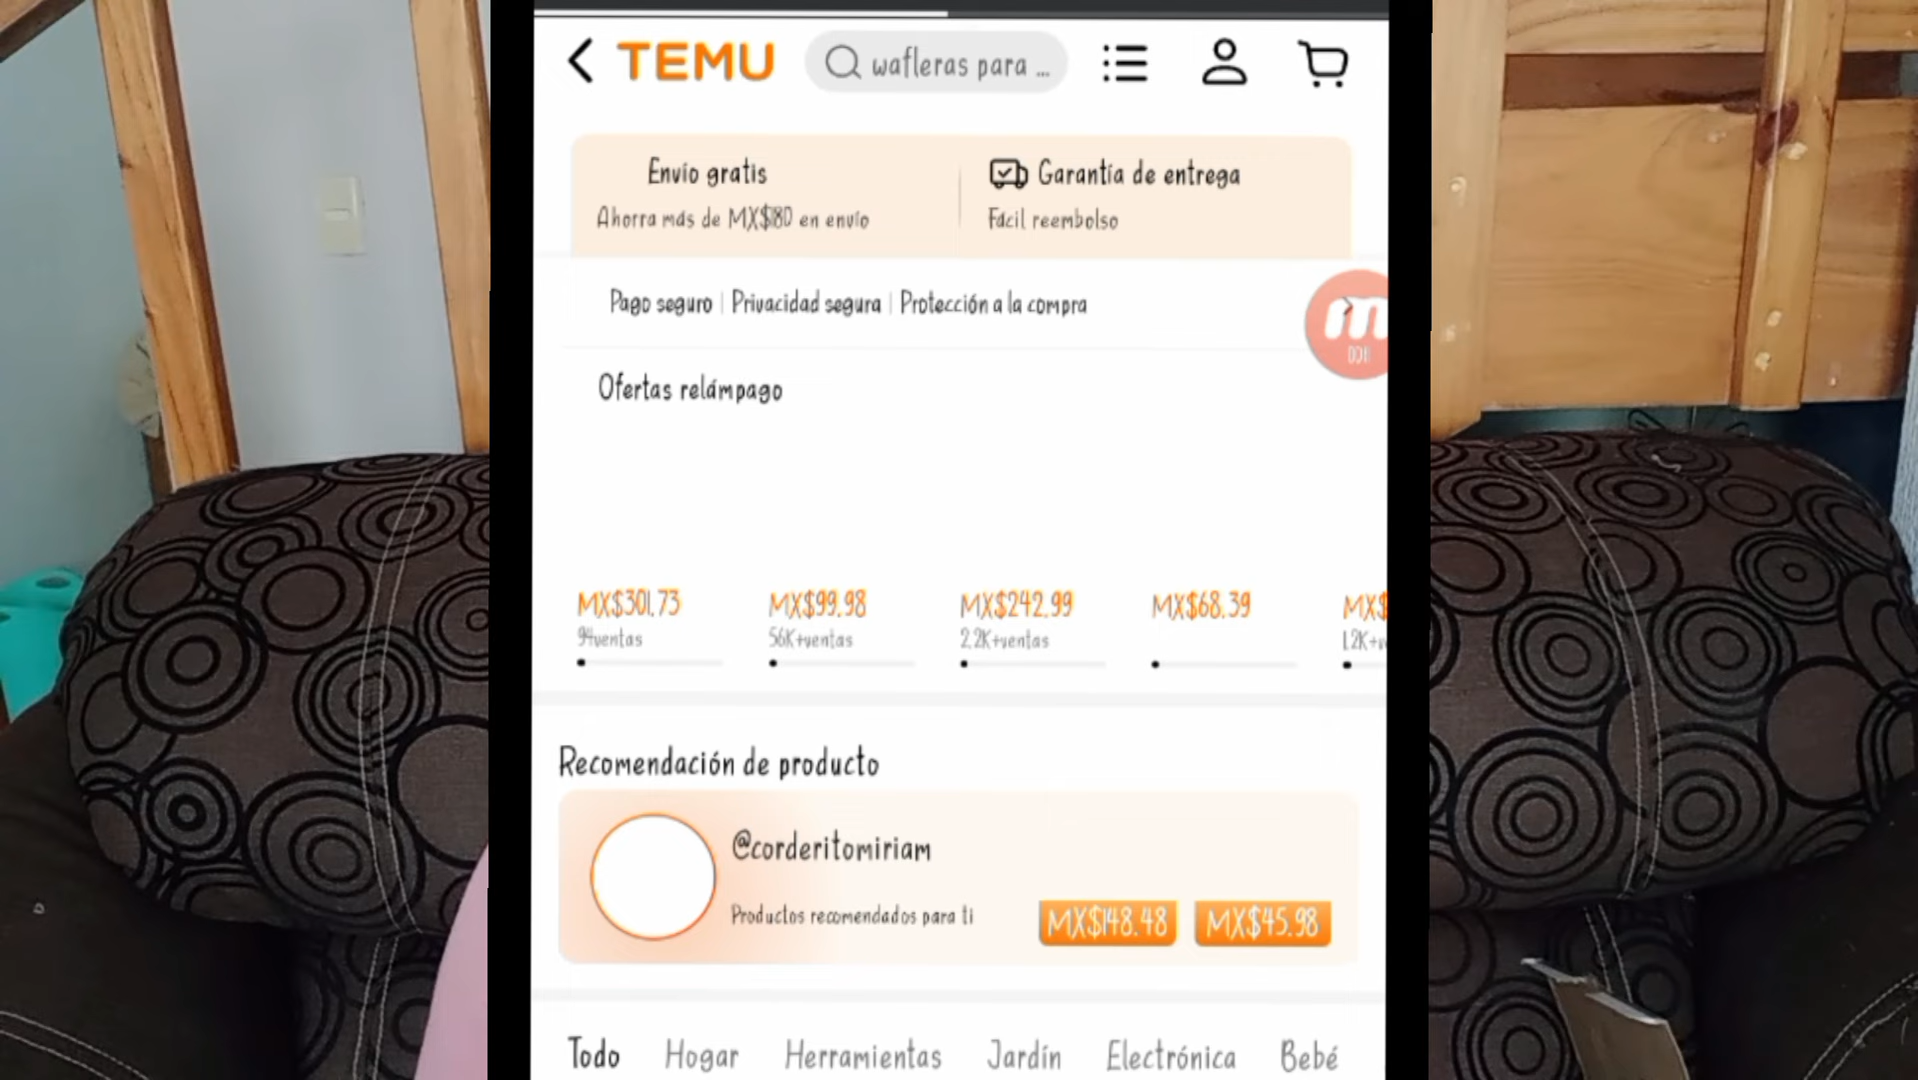 TEMU
wafleras para ...
Envío gratis
Ahorra más de MX$180 en envío
Garantía de entrega
Fácil reembolso
Pago seguro | Privacidad segura | Protección a la compra
m
Ofertas relámpago
MX$301.73
94ventas
MX$99.98
56K+ventas
MX$242.99
2.2K+ventas
MX$68.39
MX$
1.2K+v
Recomendación de producto
@corderitomiriam
Productos recomendados para ti
MX$148.48
MX$45.98
Todo Hogar Herramientas Jardín Electrónica Bebé